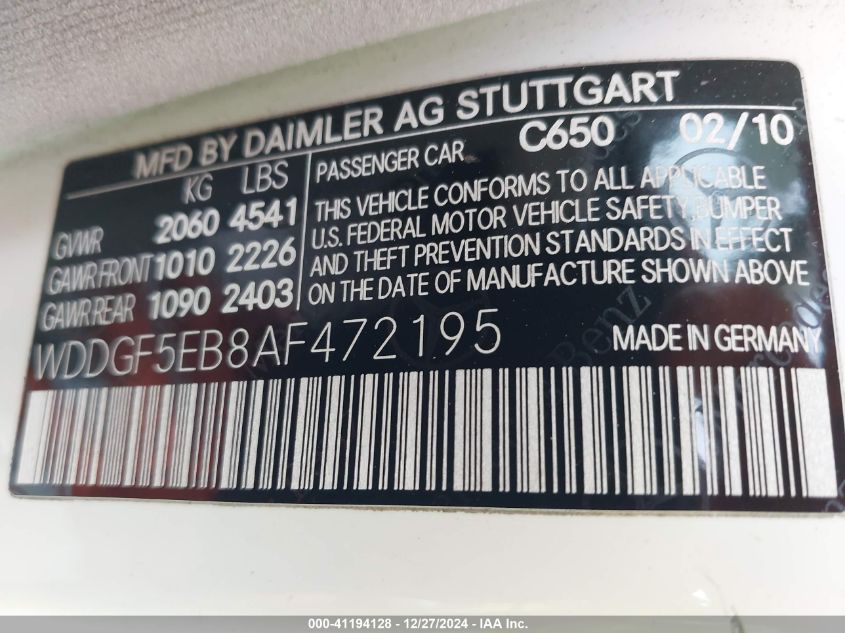 MFD BY DAIMLER AG STUTTGART
KG LBS
GVWR 2060 4541
GAWR FRONT 1010 2226
GAWR REAR 1090 2403
PASSENGER CAR C650 02/10
THIS VEHICLE CONFORMS TO ALL APPLICABLE
U.S. FEDERAL MOTOR VEHICLE SAFETY, BUMPER
AND THEFT PREVENTION STANDARDS IN EFFECT
ON THE DATE OF MANUFACTURE SHOWN ABOVE
WDDGF5EB8AF472195 MADE IN GERMANY
000-41194128 - 12/27/2024 - IAA Inc.